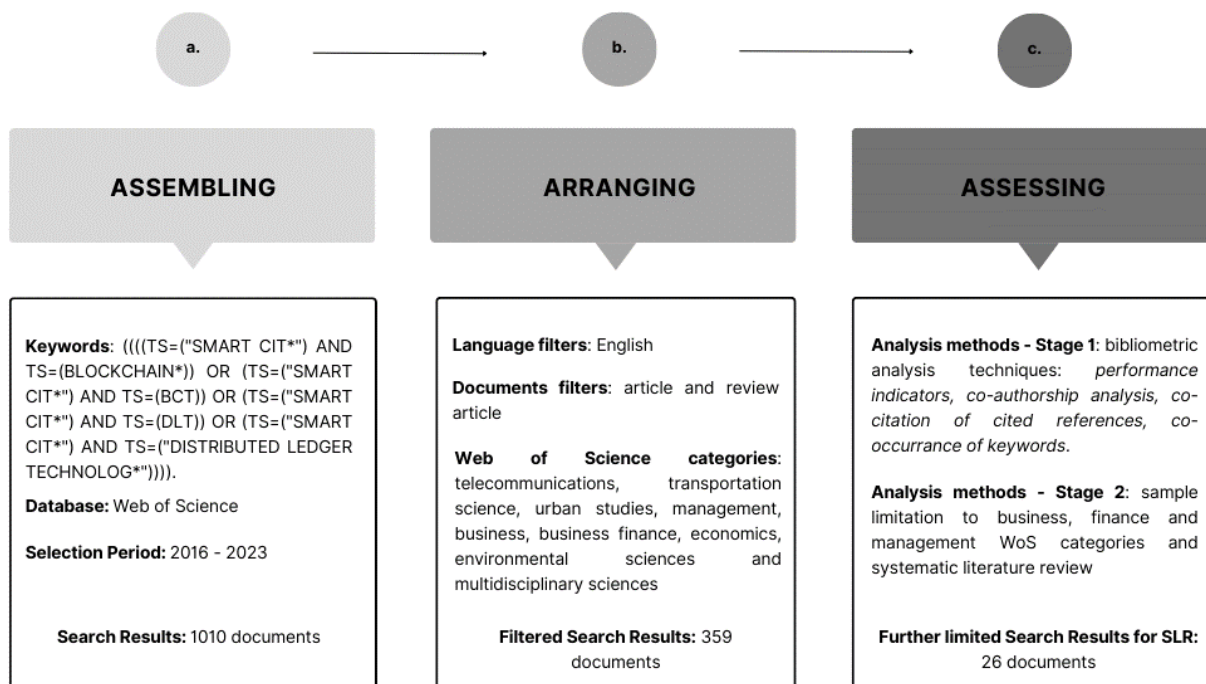 a.
b.
c.
ASSEMBLING
ARRANGING
ASSESSING
Keywords: ((((TS=("SMART CIT*") AND
TS=(BLOCKCHAIN*)) OR (TS=("SMART
CIT*") AND TS=(BCT)) OR (TS=("SMART
CIT*") AND TS=(DLT)) OR (TS=("SMART
CIT*") AND TS=("DISTRIBUTED LEDGER
TECHNOLOG*")))).
Database: Web of Science
Selection Period: 2016 - 2023
Search Results: 1010 documents
Language filters: English
Documents filters: article and review
article
Web of Science categories:
telecommunications, transportation
science, urban studies, management,
business, business finance, economics,
environmental sciences and
multidisciplinary sciences
Filtered Search Results: 359
documents
Analysis methods - Stage 1: bibliometric
analysis techniques: performance
indicators, co-authorship analysis, co-
citation of cited references, co-
occurrance of keywords.
Analysis methods - Stage 2: sample
limitation to business, finance and
management WoS categories and
systematic literature review
Further limited Search Results for SLR:
26 documents